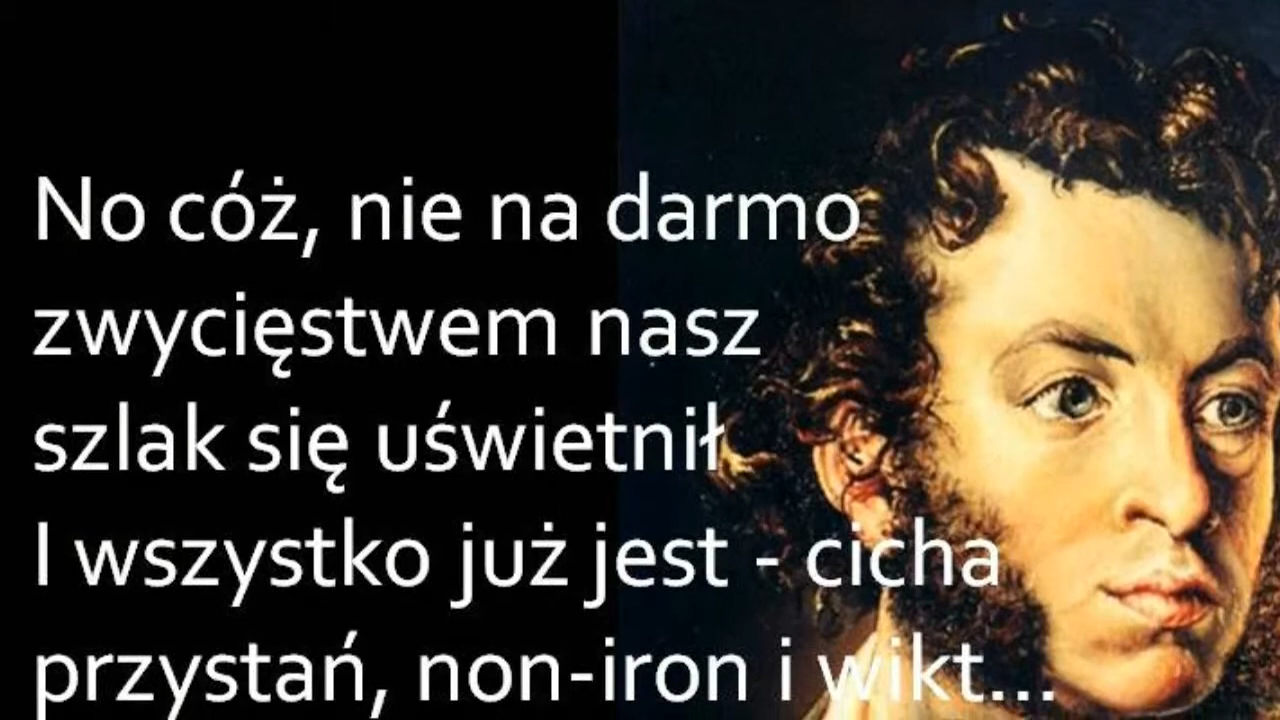 No cóż, nie na darmo
zwycięstwem nasz
szlak się uświetnił
I wszystko już jest - cicha
przystań, non-iron i wikt...